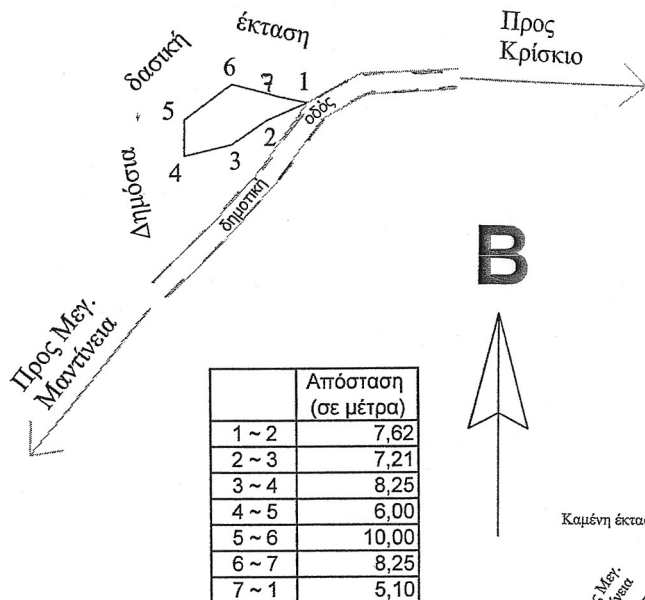 Προς
Κρίσκιο
δασική έκταση
Δημόσια
6
7
1
5
2
4
3
οδός
δημοτική
Προς Μεγ.
Μαντίνεια
B
Απόσταση
(σε μέτρα)
1 ~ 2 7,62
2 ~ 3 7,21
3 ~ 4 8,25
4 ~ 5 6,00
5 ~ 6 10,00
6 ~ 7 8,25
7 ~ 1 5,10
Καμένη
Μεγ.